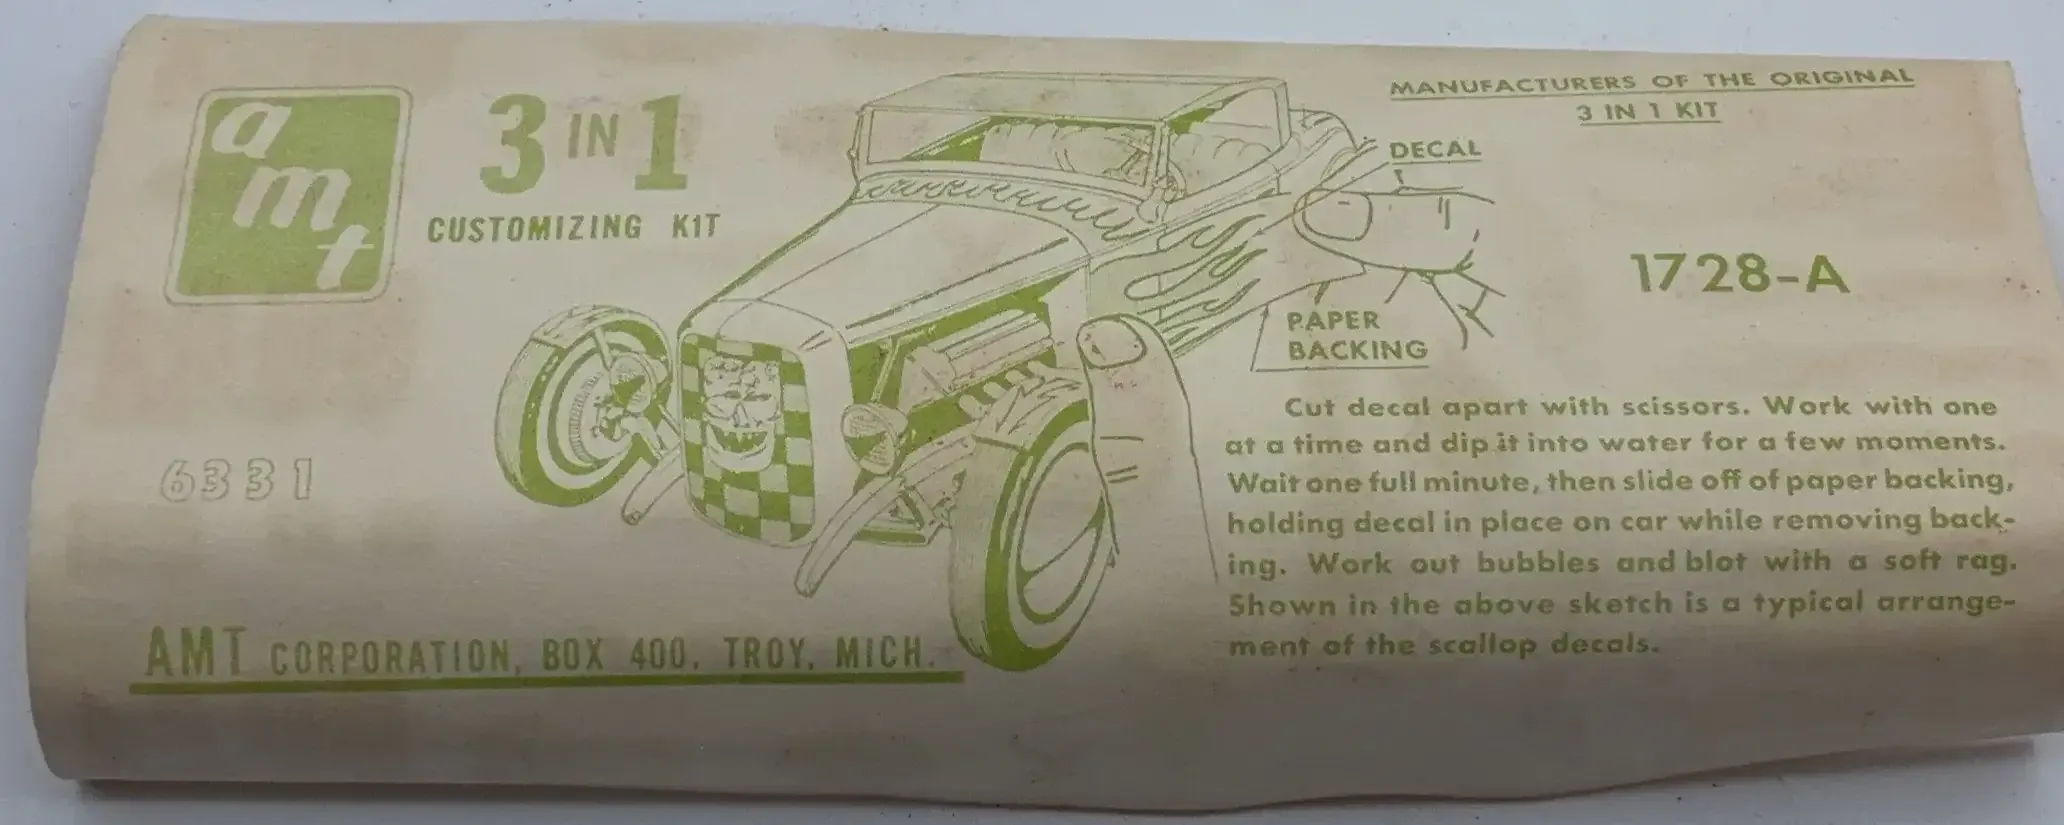 amt
3 IN 1
CUSTOMIZING KIT
MANUFACTURERS OF THE ORIGINAL
3 IN 1 KIT
DECAL
1728-A
PAPER
BACKING
Cut decal apart with scissors. Work with one
at a time and dip it into water for a few moments.
Wait one full minute, then slide off of paper backing,
holding decal in place on car while removing back-
ing. Work out bubbles and blot with a soft rag.
Shown in the above sketch is a typical arrange-
ment of the scallop decals.
6331
AMT CORPORATION, BOX 400, TROY, MICH.